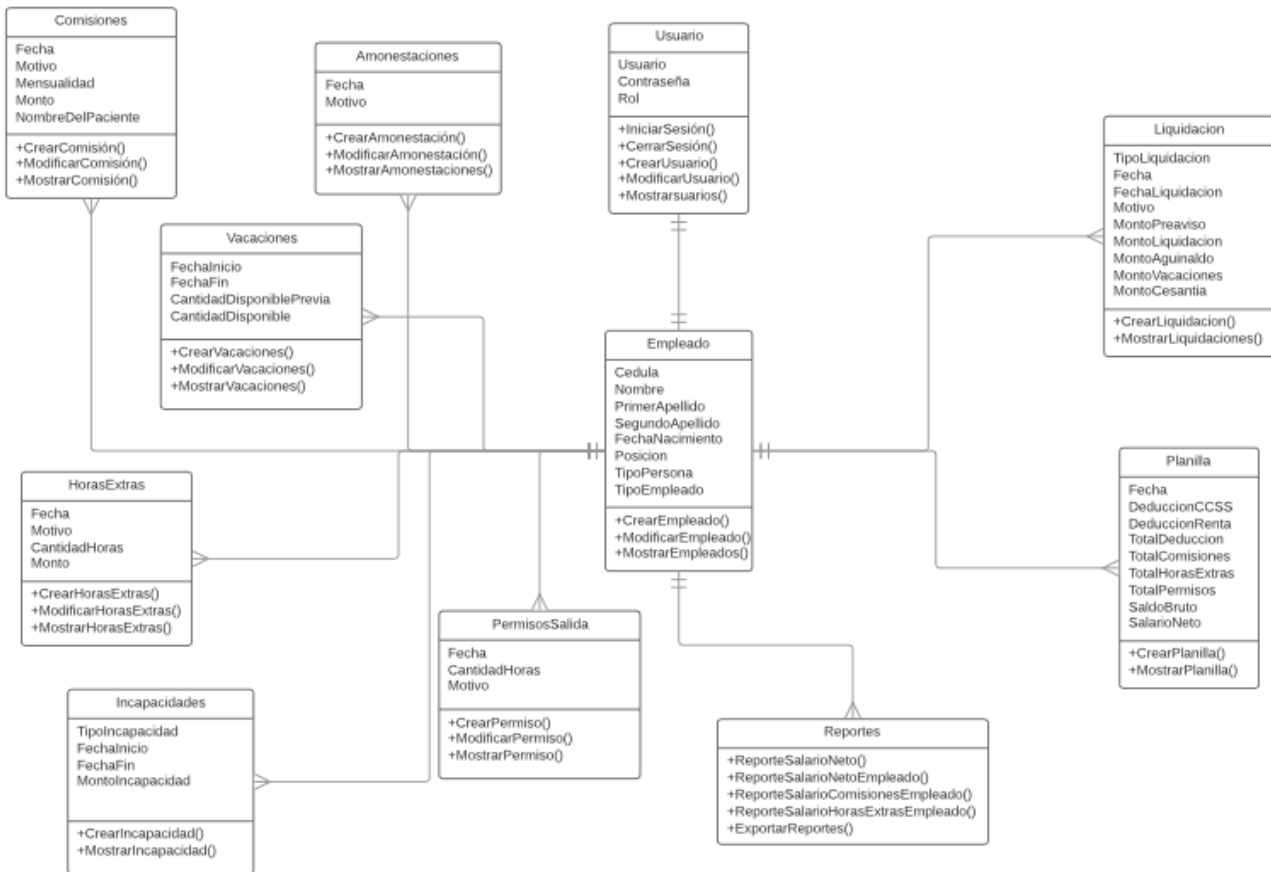 Comisiones
Fecha
Motivo
Mensualidad
Monto
NombreDelPaciente
+CrearComisión()
+ModificarComisión()
+MostrarComisión()
Amonestaciones
Fecha
Motivo
+CrearAmonestación()
+ModificarAmonestación()
+MostrarAmonestaciones()
Usuario
Usuario
Contraseña
Rol
+IniciarSesión()
+CerrarSesión()
+CrearUsuario()
+ModificarUsuario()
+Mostrarsuarios()
Liquidacion
TipoLiquidacion
Fecha
FechaLiquidacion
Motivo
MontoPreaviso
MontoLiquidacion
MontoAguinaldo
MontoVacaciones
MontoCesantia
+CrearLiquidacion()
+MostrarLiquidaciones()
Vacaciones
FechaInicio
FechaFin
CantidadDisponiblePrevia
CantidadDisponible
+CrearVacaciones()
+ModificarVacaciones()
+MostrarVacaciones()
Empleado
Cedula
Nombre
PrimerApellido
SegundoApellido
FechaNacimiento
Posicion
TipoPersona
TipoEmpleado
+CrearEmpleado()
+ModificarEmpleado()
+MostrarEmpleados()
Planilla
Fecha
DeduccionCCSS
DeduccionRenta
TotalDeduccion
TotalComisiones
TotalHorasExtras
TotalPermisos
SaldoBruto
SalarioNeto
+CrearPlanilla()
+MostrarPlanilla()
HorasExtras
Fecha
Motivo
CantidadHoras
Monto
+CrearHorasExtras()
+ModificarHorasExtras()
+MostrarHorasExtras()
PermisosSalida
Fecha
CantidadHoras
Motivo
+CrearPermiso()
+ModificarPermiso()
+MostrarPermiso()
Incapacidades
TipoIncapacidad
FechaInicio
FechaFin
MontoIncapacidad
+CrearIncapacidad()
+MostrarIncapacidad()
Reportes
+ReporteSalarioNeto()
+ReporteSalarioNetoEmpleado()
+ReporteSalarioComisionesEmpleado()
+ReporteSalarioHorasExtrasEmpleado()
+ExportarReportes()